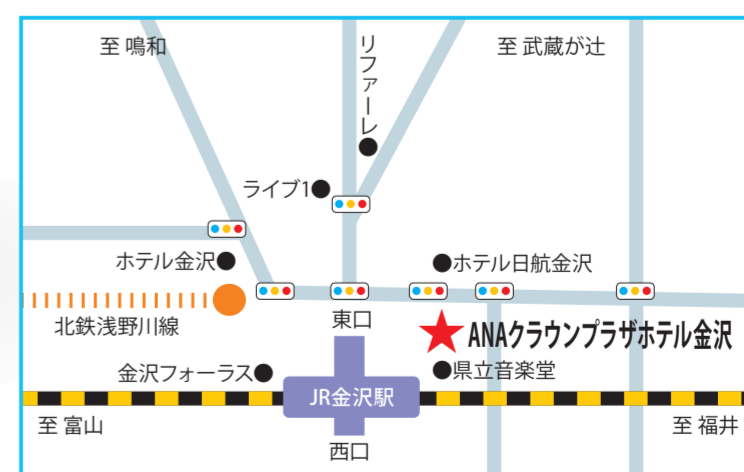 至 鳴和
リファーレ
至 武蔵が辻
ライブ1
ホテル金沢
ホテル日航金沢
北鉄浅野川線
東口
ANAクラウンプラザホテル金沢
金沢フォーラス
県立音楽堂
JR金沢駅
至 富山
至 福井
西口